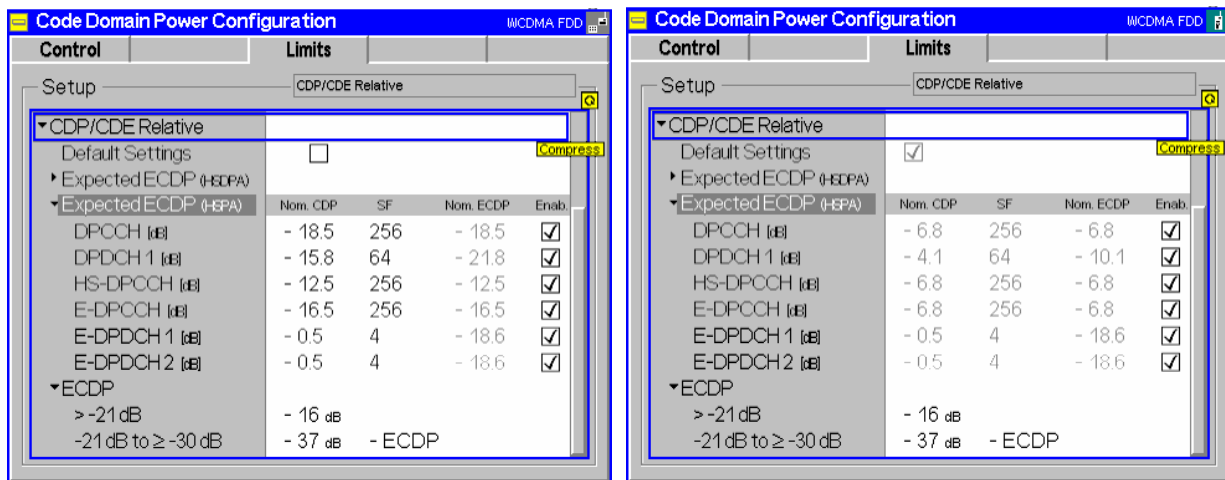 Code Domain Power Configuration WCDMA FDD
Control Limits
Setup CDP/CDE Relative
CDP/CDE Relative
Default Settings Compress
Expected ECDP (HSDPA)
Expected ECDP (HSPA) Nom. CDP SF Nom. ECDP Enab.
DPCCH [dB] - 18.5 256 - 18.5
DPDCH 1 [dB] - 15.8 64 - 21.8
HS-DPCCH [dB] - 12.5 256 - 12.5
E-DPCCH [dB] - 16.5 256 - 16.5
E-DPDCH 1 [dB] - 0.5 4 - 18.6
E-DPDCH 2 [dB] - 0.5 4 - 18.6
ECDP
> -21 dB - 16 dB
-21 dB to ≥ -30 dB - 37 dB - ECDP
Code Domain Power Configuration WCDMA FDD
Control Limits
Setup CDP/CDE Relative
CDP/CDE Relative
Default Settings Compress
Expected ECDP (HSDPA)
Expected ECDP (HSPA) Nom. CDP SF Nom. ECDP Enab.
DPCCH [dB] - 6.8 256 - 6.8
DPDCH 1 [dB] - 4.1 64 - 10.1
HS-DPCCH [dB] - 6.8 256 - 6.8
E-DPCCH [dB] - 6.8 256 - 6.8
E-DPDCH 1 [dB] - 0.5 4 - 18.6
E-DPDCH 2 [dB] - 0.5 4 - 18.6
ECDP
> -21 dB - 16 dB
-21 dB to ≥ -30 dB - 37 dB - ECDP